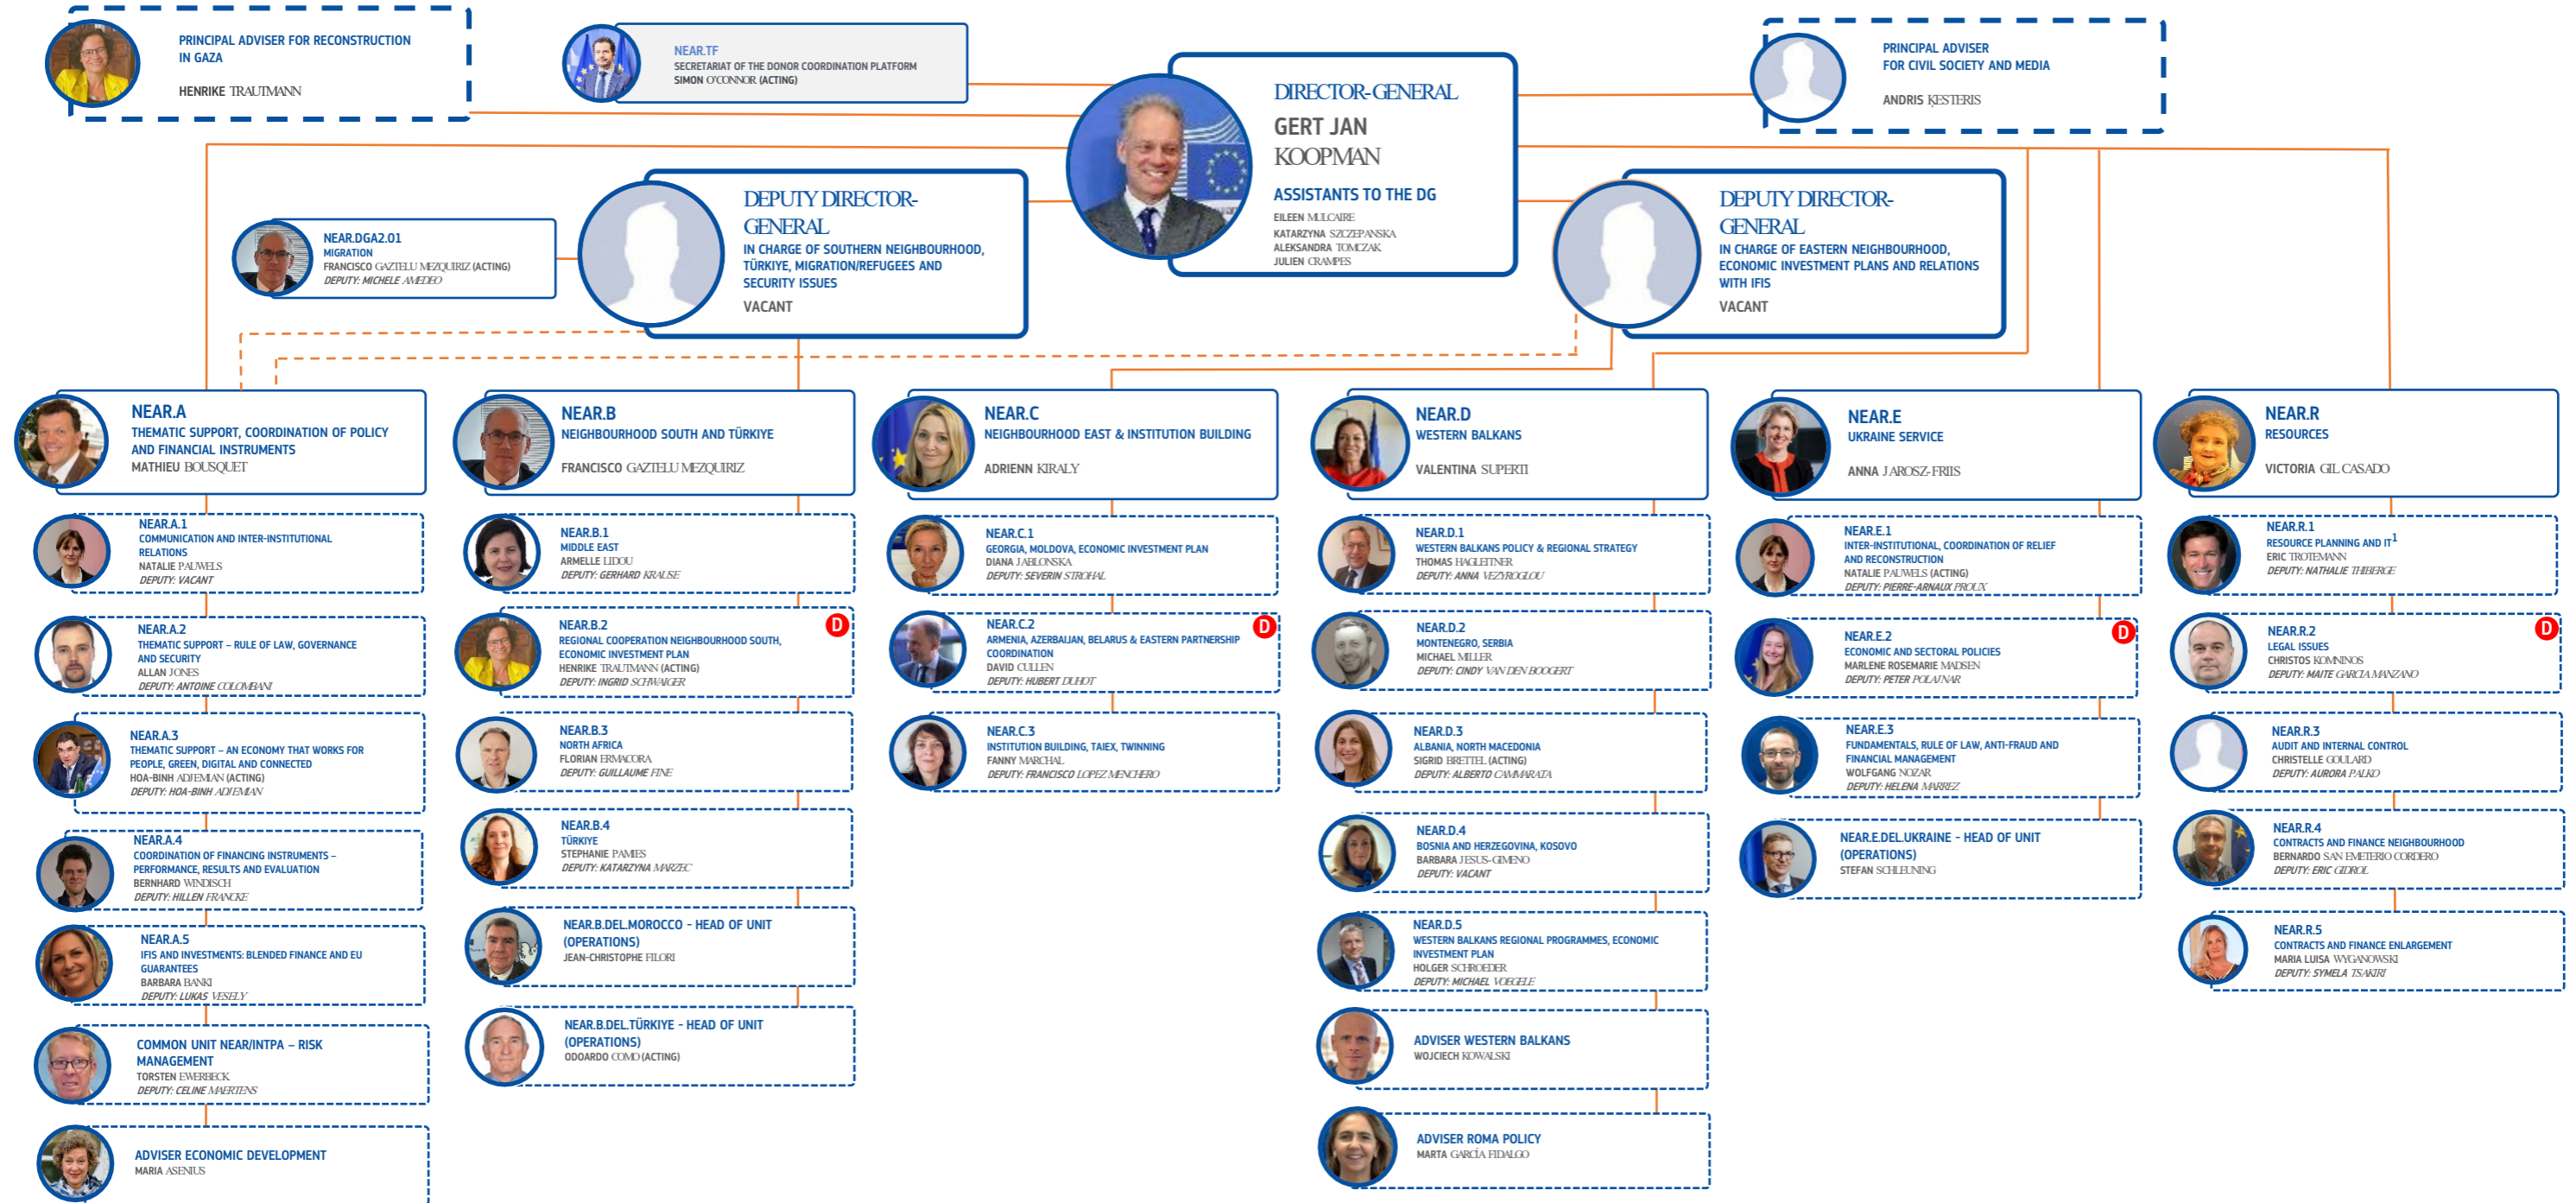 PRINCIPAL ADVISER FOR RECONSTRUCTION
IN GAZA
HENRIKE TRAUTMANN
NEAR.TF
SECRETARIAT OF THE DONOR COORDINATION PLATFORM
SIMON O'CONNOR (ACTING)
DIRECTOR-GENERAL
GERT JAN
KOOPMAN
ASSISTANTS TO THE DG
EILEEN MULCAIRE
KATARZYNA SZCZEPANSKA
ALEKSANDRA TOMCZAK
JULIEN CRAMPES
PRINCIPAL ADVISER
FOR CIVIL SOCIETY AND MEDIA
ANDRIS ĶESTERIS
NEAR.DGA2.01
MIGRATION
FRANCISCO GAZTELU MEZQUIRIZ (ACTING)
DEPUTY: MICHELE AMEDEO
DEPUTY DIRECTOR-
GENERAL
IN CHARGE OF SOUTHERN NEIGHBOURHOOD,
TÜRKIYE, MIGRATION/REFUGEES AND
SECURITY ISSUES
VACANT
DEPUTY DIRECTOR-
GENERAL
IN CHARGE OF EASTERN NEIGHBOURHOOD,
ECONOMIC INVESTMENT PLANS AND RELATIONS
WITH IFIS
VACANT
NEAR.A
THEMATIC SUPPORT, COORDINATION OF POLICY
AND FINANCIAL INSTRUMENTS
MATHIEU BOUSQUET
NEAR.A.1
COMMUNICATION AND INTER-INSTITUTIONAL
RELATIONS
NATALIE PAUWELS
DEPUTY: VACANT
NEAR.A.2
THEMATIC SUPPORT – RULE OF LAW, GOVERNANCE
AND SECURITY
ALLAN JONES
DEPUTY: ANTOINE COLOMBANI
NEAR.A.3
THEMATIC SUPPORT – AN ECONOMY THAT WORKS FOR
PEOPLE, GREEN, DIGITAL AND CONNECTED
HOA-BINH ADJEMIAN (ACTING)
DEPUTY: HOA-BINH ADJEMIAN
NEAR.A.4
COORDINATION OF FINANCING INSTRUMENTS –
PERFORMANCE, RESULTS AND EVALUATION
BERNHARD WINDISCH
DEPUTY: HILLEN FRANCKE
NEAR.A.5
IFIS AND INVESTMENTS: BLENDED FINANCE AND EU
GUARANTEES
BARBARA BANKI
DEPUTY: LUKAS VESELY
COMMON UNIT NEAR/INTPA – RISK
MANAGEMENT
TORSTEN EWERBECK
DEPUTY: CELINE MAERTENS
ADVISER ECONOMIC DEVELOPMENT
MARIA ASENIUS
NEAR.B
NEIGHBOURHOOD SOUTH AND TÜRKIYE
FRANCISCO GAZTELU MEZQUIRIZ
NEAR.B.1
MIDDLE EAST
ARMELLE LIDOU
DEPUTY: GERHARD KRAUSE
NEAR.B.2
REGIONAL COOPERATION NEIGHBOURHOOD SOUTH,
ECONOMIC INVESTMENT PLAN
HENRIKE TRAUTMANN (ACTING)
DEPUTY: INGRID SCHWAIGER
D
NEAR.B.3
NORTH AFRICA
FLORIAN ERMACORA
DEPUTY: GUILLAUME FINE
NEAR.B.4
TÜRKIYE
STEPHANIE PAMIES
DEPUTY: KATARZYNA MARZEC
NEAR.B.DEL.MOROCCO - HEAD OF UNIT
(OPERATIONS)
JEAN-CHRISTOPHE FILORI
NEAR.B.DEL.TÜRKIYE - HEAD OF UNIT
(OPERATIONS)
ODOARDO COMO (ACTING)
NEAR.C
NEIGHBOURHOOD EAST & INSTITUTION BUILDING
ADRIENN KIRALY
NEAR.C.1
GEORGIA, MOLDOVA, ECONOMIC INVESTMENT PLAN
DIANA JABLONSKA
DEPUTY: SEVERIN STROHAL
NEAR.C.2
ARMENIA, AZERBAIJAN, BELARUS & EASTERN PARTNERSHIP
COORDINATION
DAVID CULLEN
DEPUTY: HUBERT DUHOT
D
NEAR.C.3
INSTITUTION BUILDING, TAIEX, TWINNING
FANNY MARCHAL
DEPUTY: FRANCISCO LOPEZ MENCHERO
NEAR.D
WESTERN BALKANS
VALENTINA SUPERTI
NEAR.D.1
WESTERN BALKANS POLICY & REGIONAL STRATEGY
THOMAS HAGLEITNER
DEPUTY: ANNA VEZYROGLOU
NEAR.D.2
MONTENEGRO, SERBIA
MICHAEL MILLER
DEPUTY: CINDY VAN DEN BOOGERT
NEAR.D.3
ALBANIA, NORTH MACEDONIA
SIGRID BRETTEL (ACTING)
DEPUTY: ALBERTO CAMMARATA
NEAR.D.4
BOSNIA AND HERZEGOVINA, KOSOVO
BARBARA JESUS-GIMENO
DEPUTY: VACANT
NEAR.D.5
WESTERN BALKANS REGIONAL PROGRAMMES, ECONOMIC
INVESTMENT PLAN
HOLGER SCHROEDER
DEPUTY: MICHAEL VOEGELE
ADVISER WESTERN BALKANS
WOJCIECH KOWALSKI
ADVISER ROMA POLICY
MARTA GARCÍA FIDALGO
NEAR.E
UKRAINE SERVICE
ANNA JAROSZ-FRIIS
NEAR.E.1
INTER-INSTITUTIONAL, COORDINATION OF RELIEF
AND RECONSTRUCTION
NATALIE PAUWELS (ACTING)
DEPUTY: PIERRE-ARNAUX PROUX
NEAR.E.2
ECONOMIC AND SECTORAL POLICIES
MARLENE ROSEMARIE MADSEN
DEPUTY: PETER POLAJNAR
D
NEAR.E.3
FUNDAMENTALS, RULE OF LAW, ANTI-FRAUD AND
FINANCIAL MANAGEMENT
WOLFGANG NOZAR
DEPUTY: HELENA MARREZ
NEAR.E.DEL.UKRAINE - HEAD OF UNIT
(OPERATIONS)
STEFAN SCHLEUNING
NEAR.R
RESOURCES
VICTORIA GIL CASADO
NEAR.R.1
RESOURCE PLANNING AND IT1
ERIC TROTEMANN
DEPUTY: NATHALIE THIBERGE
NEAR.R.2
LEGAL ISSUES
CHRISTOS KOMNINOS
DEPUTY: MAITE GARCIA MANZANO
D
NEAR.R.3
AUDIT AND INTERNAL CONTROL
CHRISTELLE GOULARD
DEPUTY: AURORA PALKO
NEAR.R.4
CONTRACTS AND FINANCE NEIGHBOURHOOD
BERNARDO SAN EMETERIO CORDERO
DEPUTY: ERIC GIDROL
NEAR.R.5
CONTRACTS AND FINANCE ENLARGEMENT
MARIA LUISA WYGANOWSKI
DEPUTY: SYMELA TSAKIRI